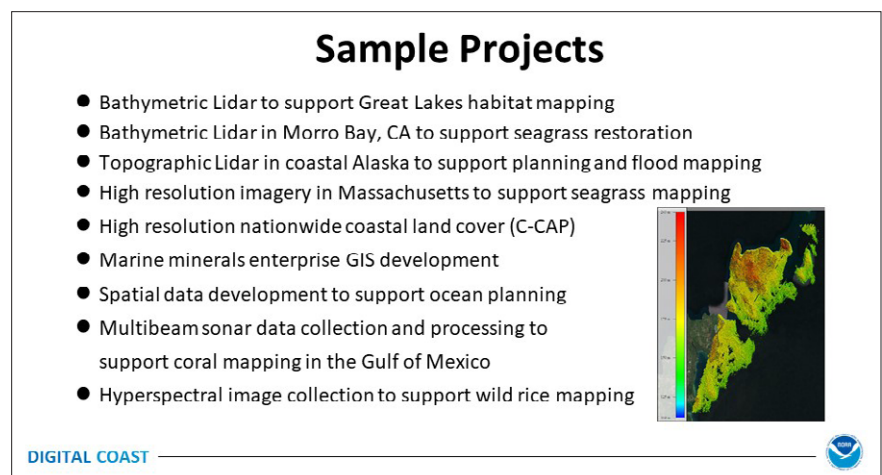 Sample Projects
● Bathymetric Lidar to support Great Lakes habitat mapping
● Bathymetric Lidar in Morro Bay, CA to support seagrass restoration
● Topographic Lidar in coastal Alaska to support planning and flood mapping
● High resolution imagery in Massachusetts to support seagrass mapping
● High resolution nationwide coastal land cover (C-CAP)
● Marine minerals enterprise GIS development
● Spatial data development to support ocean planning
● Multibeam sonar data collection and processing to
support coral mapping in the Gulf of Mexico
● Hyperspectral image collection to support wild rice mapping
DIGITAL COAST
NOAA